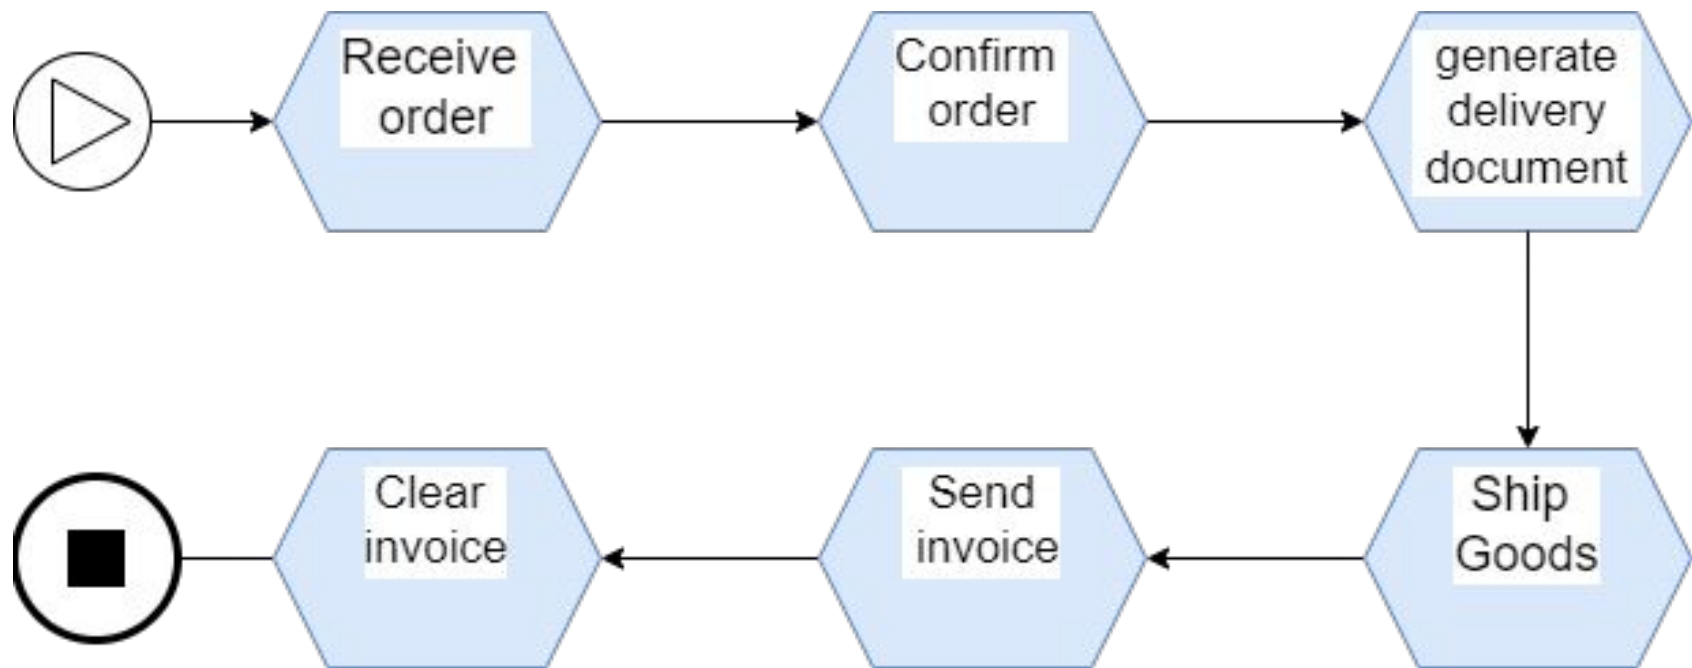 Receive
order
Confirm
order
generate
delivery
document
Ship
Goods
Send
invoice
Clear
invoice